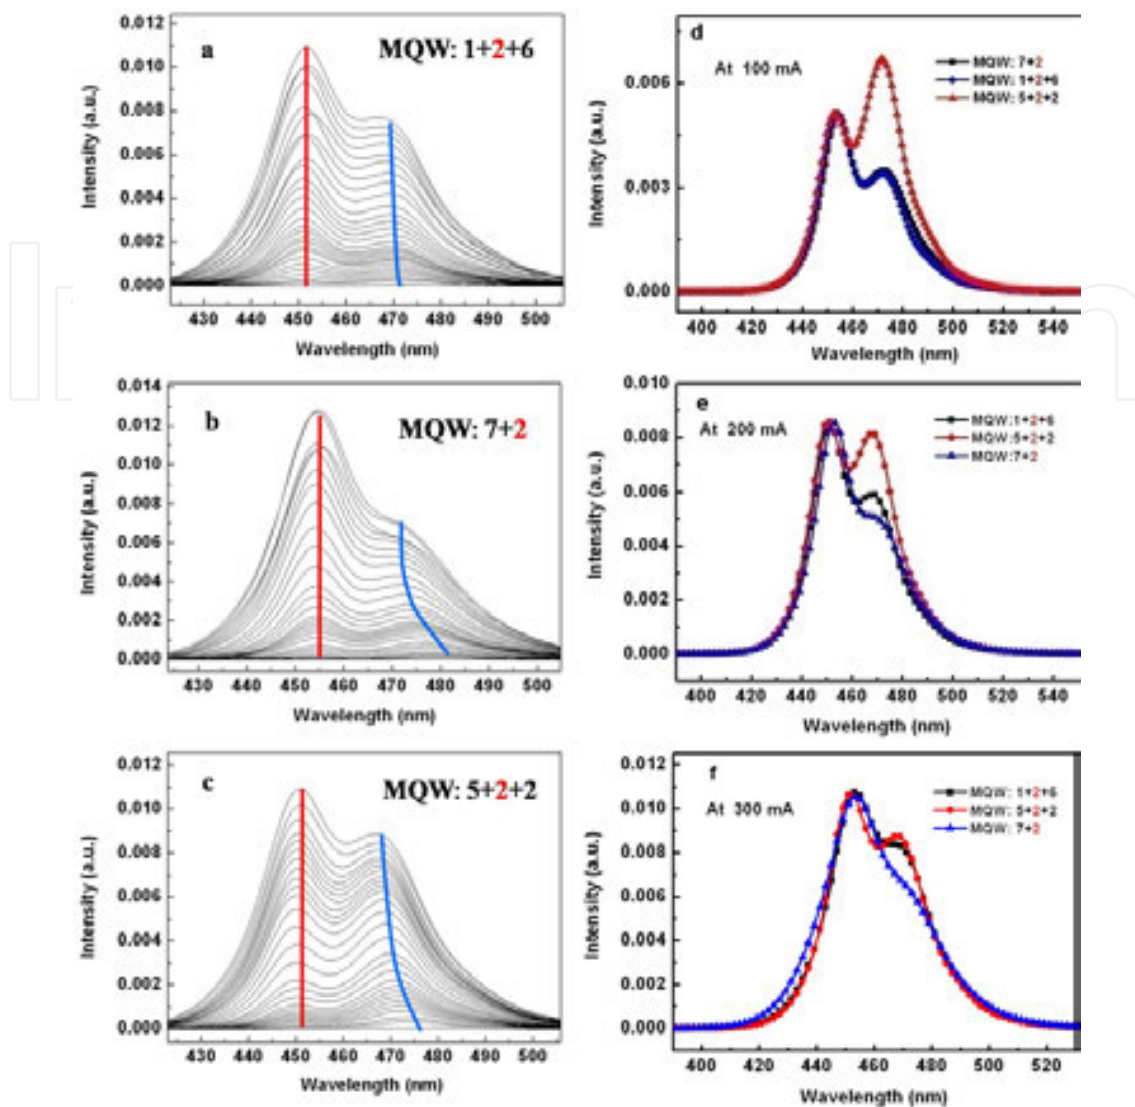 a
MQW: 1+2+6
0.012
0.010
0.008
0.006
0.004
0.002
0.000
Intensity (a.u.)
430 440 450 460 470 480 490 500
Wavelength (nm)
d
At 100 mA
MQW: 7+2
MQW: 1+2+6
MQW: 5+2+2
0.006
0.003
0.000
Intensity (a.u.)
400 420 440 460 480 500 520 540
Wavelength (nm)
b
MQW: 7+2
0.014
0.012
0.010
0.008
0.006
0.004
0.002
0.000
Intensity (a.u.)
430 440 450 460 470 480 490 500
Wavelength (nm)
e
At 200 mA
MQW:1+2+6
MQW:5+2+2
MQW:7+2
0.010
0.008
0.006
0.004
0.002
0.000
Intensity (a.u.)
400 420 440 460 480 500 520 540
Wavelength (nm)
c
MQW: 5+2+2
0.012
0.010
0.008
0.006
0.004
0.002
0.000
Intensity (a.u.)
430 440 450 460 470 480 490 500
Wavelength (nm)
f
At 300 mA
MQW: 1+2+6
MQW: 5+2+2
MQW: 7+2
0.012
0.010
0.008
0.006
0.004
0.002
0.000
Intensity (a.u.)
400 420 440 460 480 500 520
Wavelength (nm)